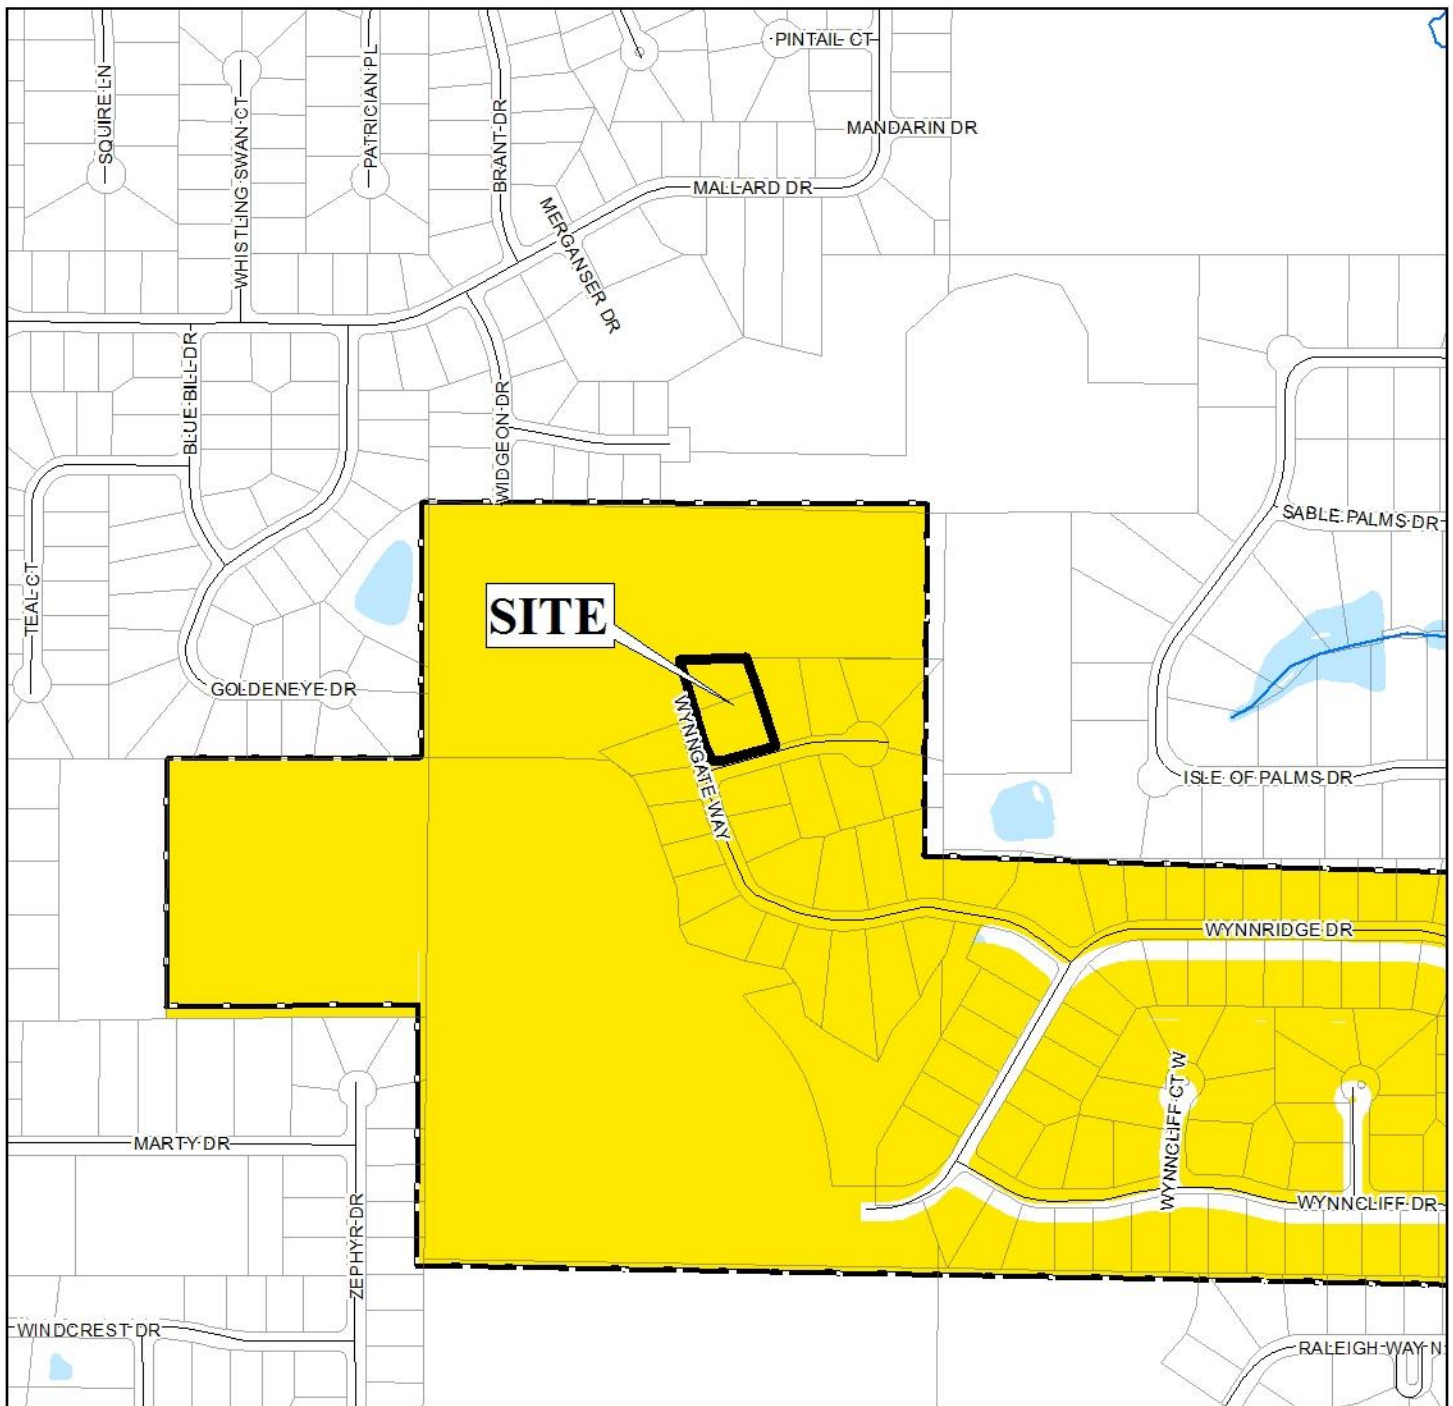 PINTAIL CT
SQUIRE LN
WHISTLING SWAN CT
PATRICIAN PL
BRANT DR
MANDARIN DR
MALLARD DR
MERGANSER DR
BLUE BILL DR
WIDGEON DR
SABLE PALMS DR
TEAL CT
SITE
GOLDENEYE DR
WYNNGATE WAY
ISLE OF PALMS DR
WYNNRIDGE DR
WYNNCLIFF CT W
MARTY DR
ZEPHYR DR
WYNNCLIFF DR
WINDCREST DR
RALEIGH WAY N